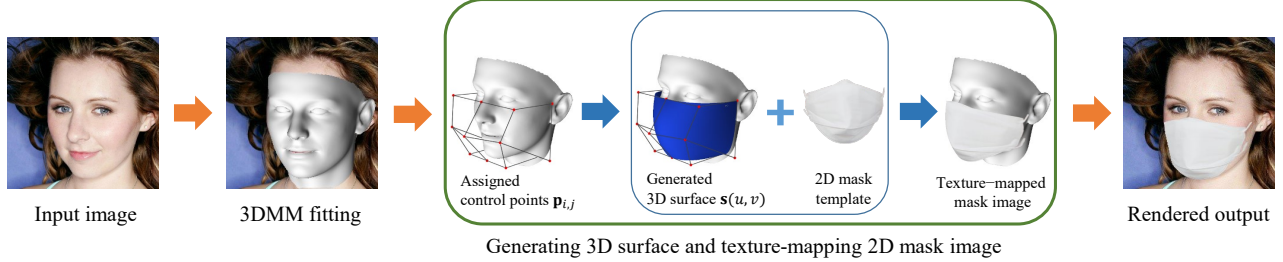 Input image
3DMM fitting
Assigned
control points 𝐩ᵢ,ⱼ
Generated
3D surface 𝐬(𝑢, 𝑣)
2D mask
template
Texture−mapped
mask image
Rendered output
Generating 3D surface and texture-mapping 2D mask image